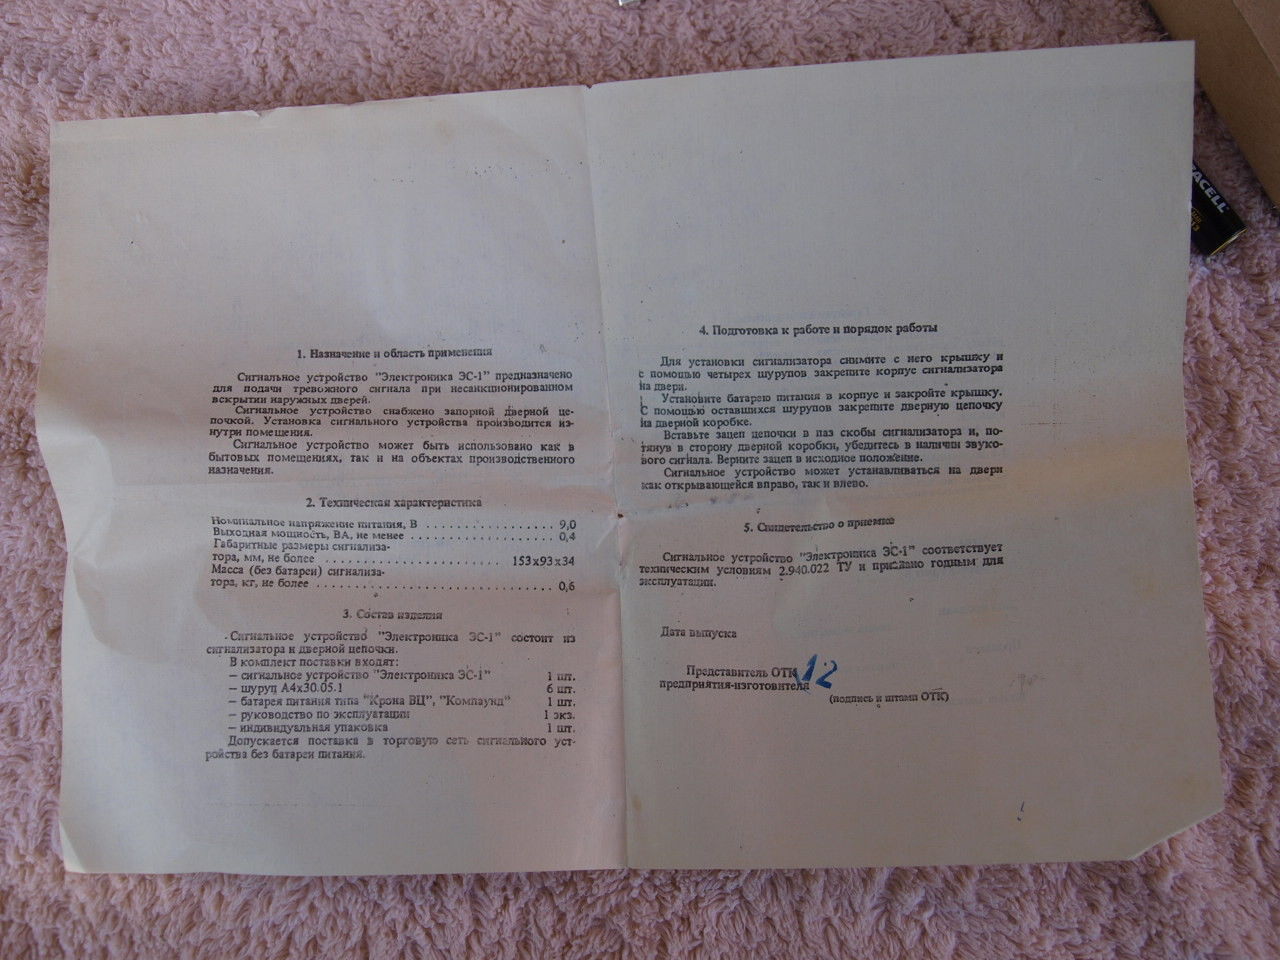 1. Назначение и область применения
Сигнальное устройство "Электроника ЭС-1" предназначено
для подачи тревожного сигнала при несанкционированном
вскрытии наружных дверей.
Сигнальное устройство снабжено запорной дверной це-
почкой. Установка сигнального устройства производится из-
нутри помещения.
Сигнальное устройство может быть использовано как в
бытовых помещениях, так и на объектах производственного
назначения.
2. Техническая характеристика
Номинальное напряжение питания, В . . . . . . . . . . . . . . . . 9,0
Выходная мощность, ВА, не менее . . . . . . . . . . . . . . . . . . 0,4
Габаритные размеры сигнализа-
тора, мм, не более . . . . . . . . . . . . . . . . . . . . . . 153х93х34
Масса (без батареи) сигнализа-
тора, кг, не более . . . . . . . . . . . . . . . . . . . . . . . . . . . . . 0,6
3. Состав изделия
Сигнальное устройство "Электроника ЭС-1" состоит из
сигнализатора и дверной цепочки.
В комплект поставки входят:
– сигнальное устройство "Электроника ЭС-1" 1 шт.
– шуруп А4х30.05.1 6 шт.
– батарея питания типа "Крона ВЦ", "Компаунд" 1 шт.
– руководство по эксплуатации 1 экз.
– индивидуальная упаковка 1 шт.
Допускается поставка в торговую сеть сигнального уст-
ройства без батареи питания.
4. Подготовка к работе и порядок работы
Для установки сигнализатора снимите с него крышку и
с помощью четырех шурупов закрепите корпус сигнализатора
на двери.
Установите батарею питания в корпус и закройте крышку.
С помощью оставшихся шурупов закрепите дверную цепочку
на дверной коробке.
Вставьте зацеп цепочки в паз скобы сигнализатора и, по-
тянув в сторону дверной коробки, убедитесь в наличии звуко-
вого сигнала. Верните зацеп в исходное положение.
Сигнальное устройство может устанавливаться на двери
как открывающейся вправо, так и влево.
5. Свидетельство о приемке
Сигнальное устройство "Электроника ЭС-1" соответствует
техническим условиям 2.940.022 ТУ и признано годным для
эксплуатации.
Дата выпуска
Представитель ОТК 12
предприятия-изготовителя
(подпись и штамп ОТК)
ACELL